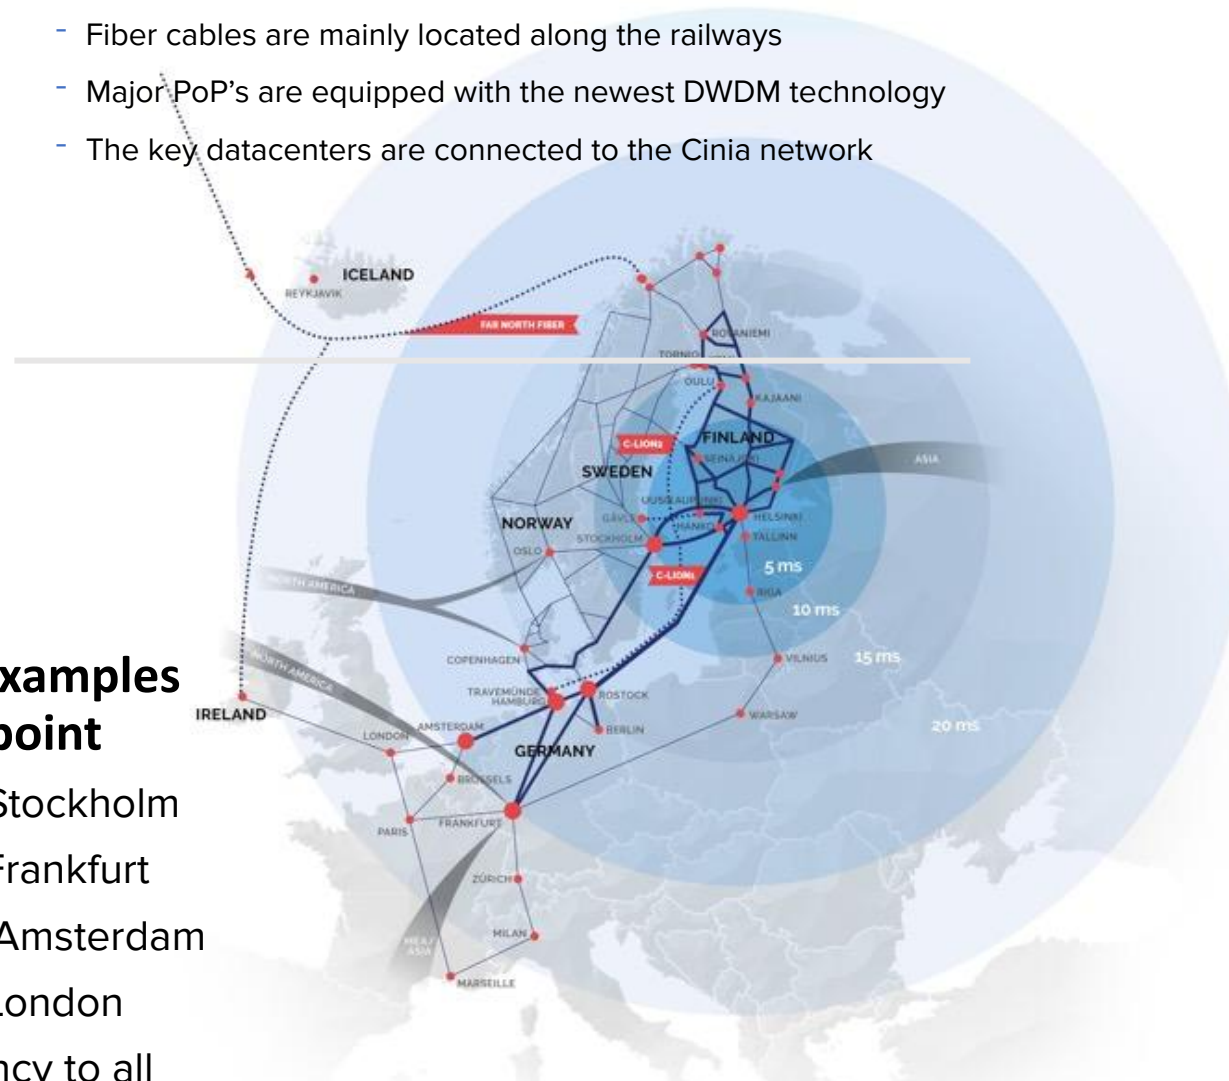 - Fiber cables are mainly located along the railways
- Major PoP's are equipped with the newest DWDM technology
- The key datacenters are connected to the Cinia network
ICELAND
REYKJAVIK
FAR NORTH FIBER
ROVANIEMI
TORNIO
OULU
KAJAANI
C-LION2
FINLAND
SEINÄJOKI
ASIA
SWEDEN
UUSIKAUPUNKI
GÄVLE
HELSINKI
NORWAY
HANKO
STOCKHOLM
TALLINN
OSLO
5 ms
C-LION1
NORTH AMERICA
RIGA
10 ms
NORTH AMERICA
COPENHAGEN
VILNIUS
15 ms
xamples
point
TRAVEMÜNDE
HAMBURG
ROSTOCK
IRELAND
WARSAW
20 ms
AMSTERDAM
LONDON
BERLIN
GERMANY
BRUSSELS
Stockholm
PARIS
FRANKFURT
Frankfurt
ZÜRICH
Amsterdam
MILAN
MEA/
ASIA
MARSEILLE
London
ncy to all